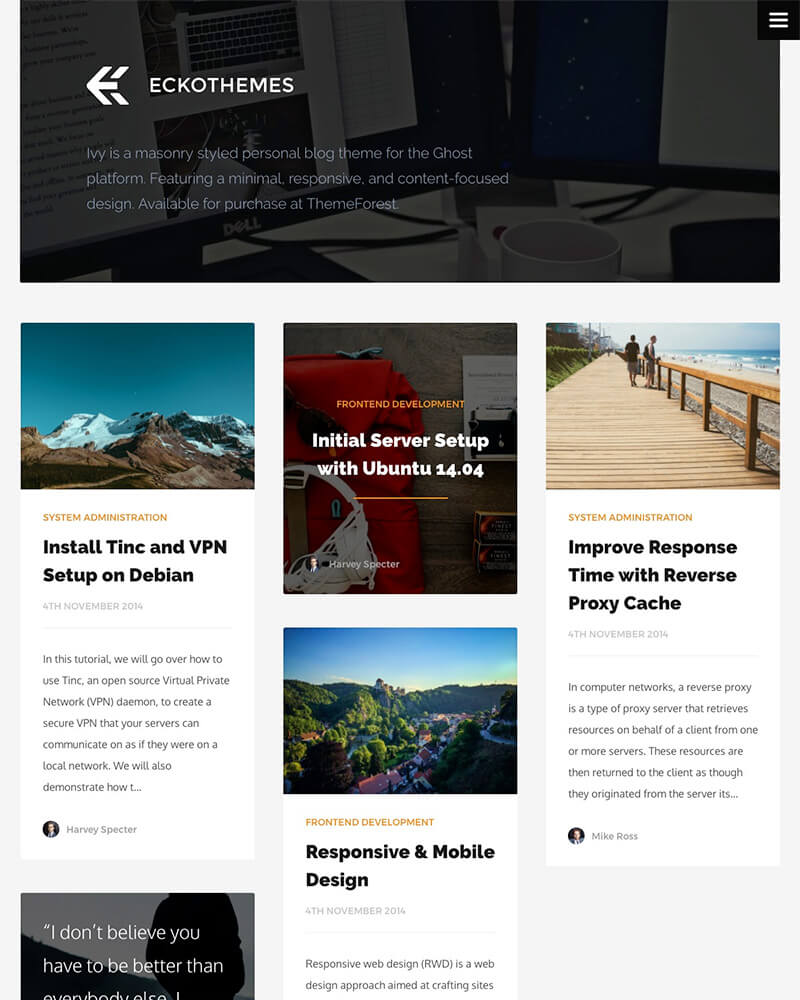 ECKOTHEMES
Ivy is a masonry styled personal blog theme for the Ghost
platform. Featuring a minimal, responsive, and content-focused
design. Available for purchase at ThemeForest.
DELL
SYSTEM ADMINISTRATION
Install Tinc and VPN
Setup on Debian
4TH NOVEMBER 2014
In this tutorial, we will go over how to
use Tinc, an open source Virtual Private
Network (VPN) daemon, to create a
secure VPN that your servers can
communicate on as if they were on a
local network. We will also
demonstrate how t...
Harvey Specter
“I don’t believe you
have to be better than
everybody else. I
FRONTEND DEVELOPMENT
Initial Server Setup
with Ubuntu 14.04
Harvey Specter
FRONTEND DEVELOPMENT
Responsive & Mobile
Design
4TH NOVEMBER 2014
Responsive web design (RWD) is a web
design approach aimed at crafting sites
SYSTEM ADMINISTRATION
Improve Response
Time with Reverse
Proxy Cache
4TH NOVEMBER 2014
In computer networks, a reverse proxy
is a type of proxy server that retrieves
resources on behalf of a client from one
or more servers. These resources are
then returned to the client as though
they originated from the server its...
Mike Ross